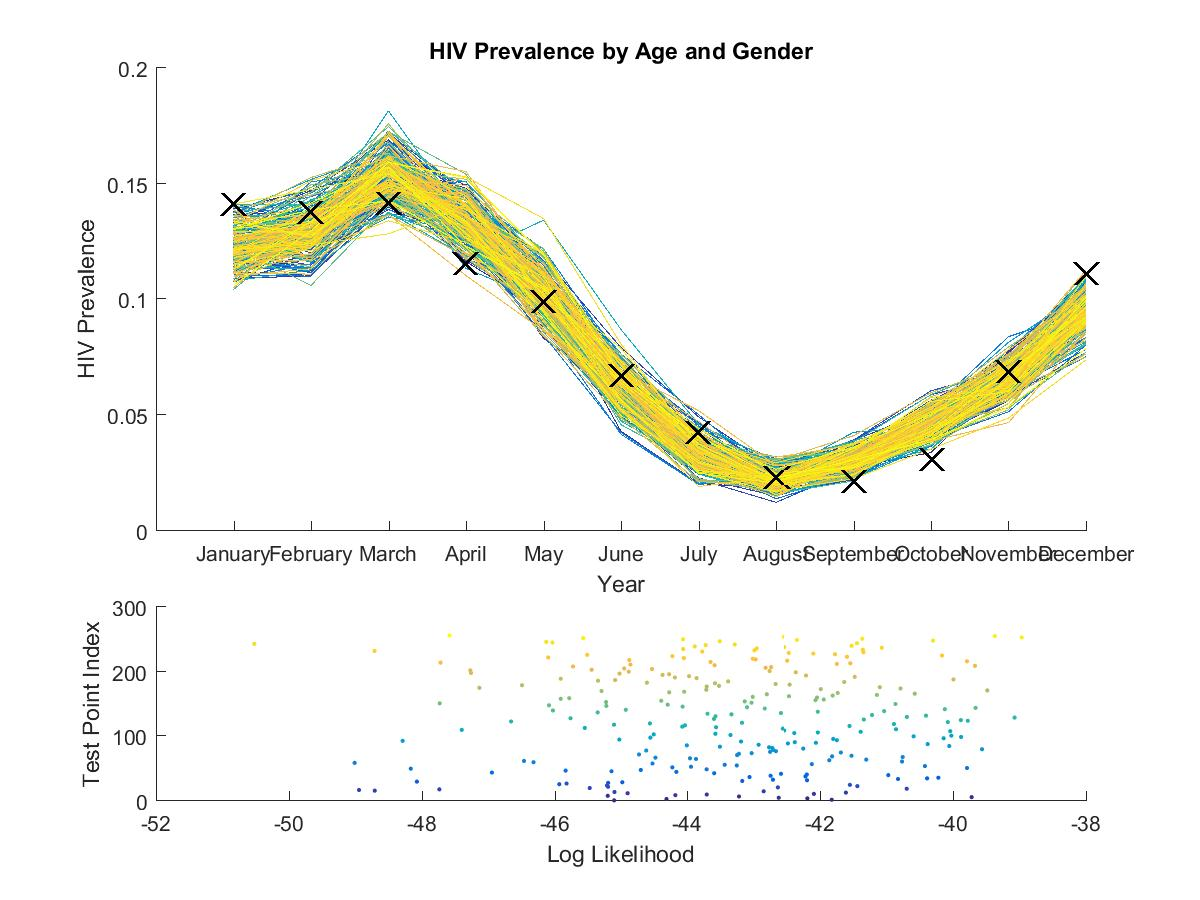 HIV Prevalence by Age and Gender
0.2
0.15
0.1
0.05
0
HIV Prevalence
January February March April May June July August September October November December
Year
300
200
100
0
Test Point Index
-52 -50 -48 -46 -44 -42 -40 -38
Log Likelihood